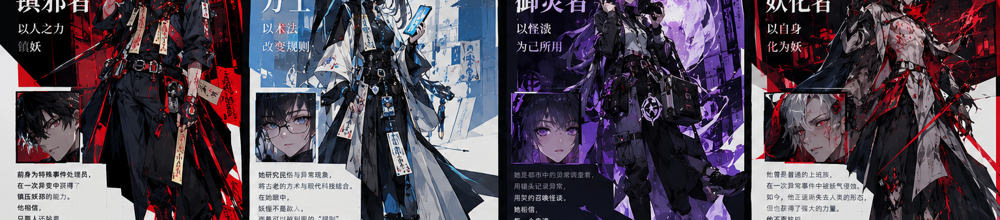 镇邪者
以人之力
镇妖
前身为特殊事件处理员，
在一次异变中获得了
镇压妖邪的能力。
他相信，
只要人还站着
方士
以术法
改变规则
她研究民俗与异常现象，
将古老的方术与现代科技结合。
在她眼中，
妖怪不是敌人，
而是可以被利用的“规则”
御灵者
以怪谈
为己所用
她是都市中的异常调查者，
用镜头记录异常，
用契约召唤怪谈。
她相信，
妖化者
以自身
化为妖
他曾是普通的上班族，
在一次异常事件中被妖气侵蚀。
如今，他正逐渐失去人类的形态，
但也获得了强大的力量。